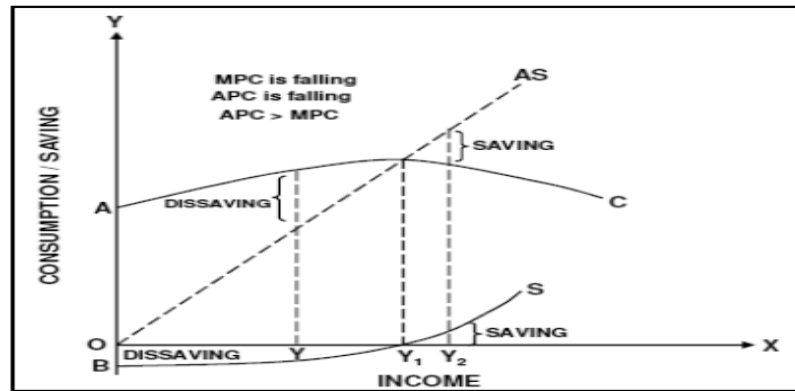 Y
MPC is falling
APC is falling
APC > MPC
AS
SAVING
CONSUMPTION / SAVING
A
DISSAVING
C
S
O
SAVING
X
B
DISSAVING
Y
Y₁
Y₂
INCOME